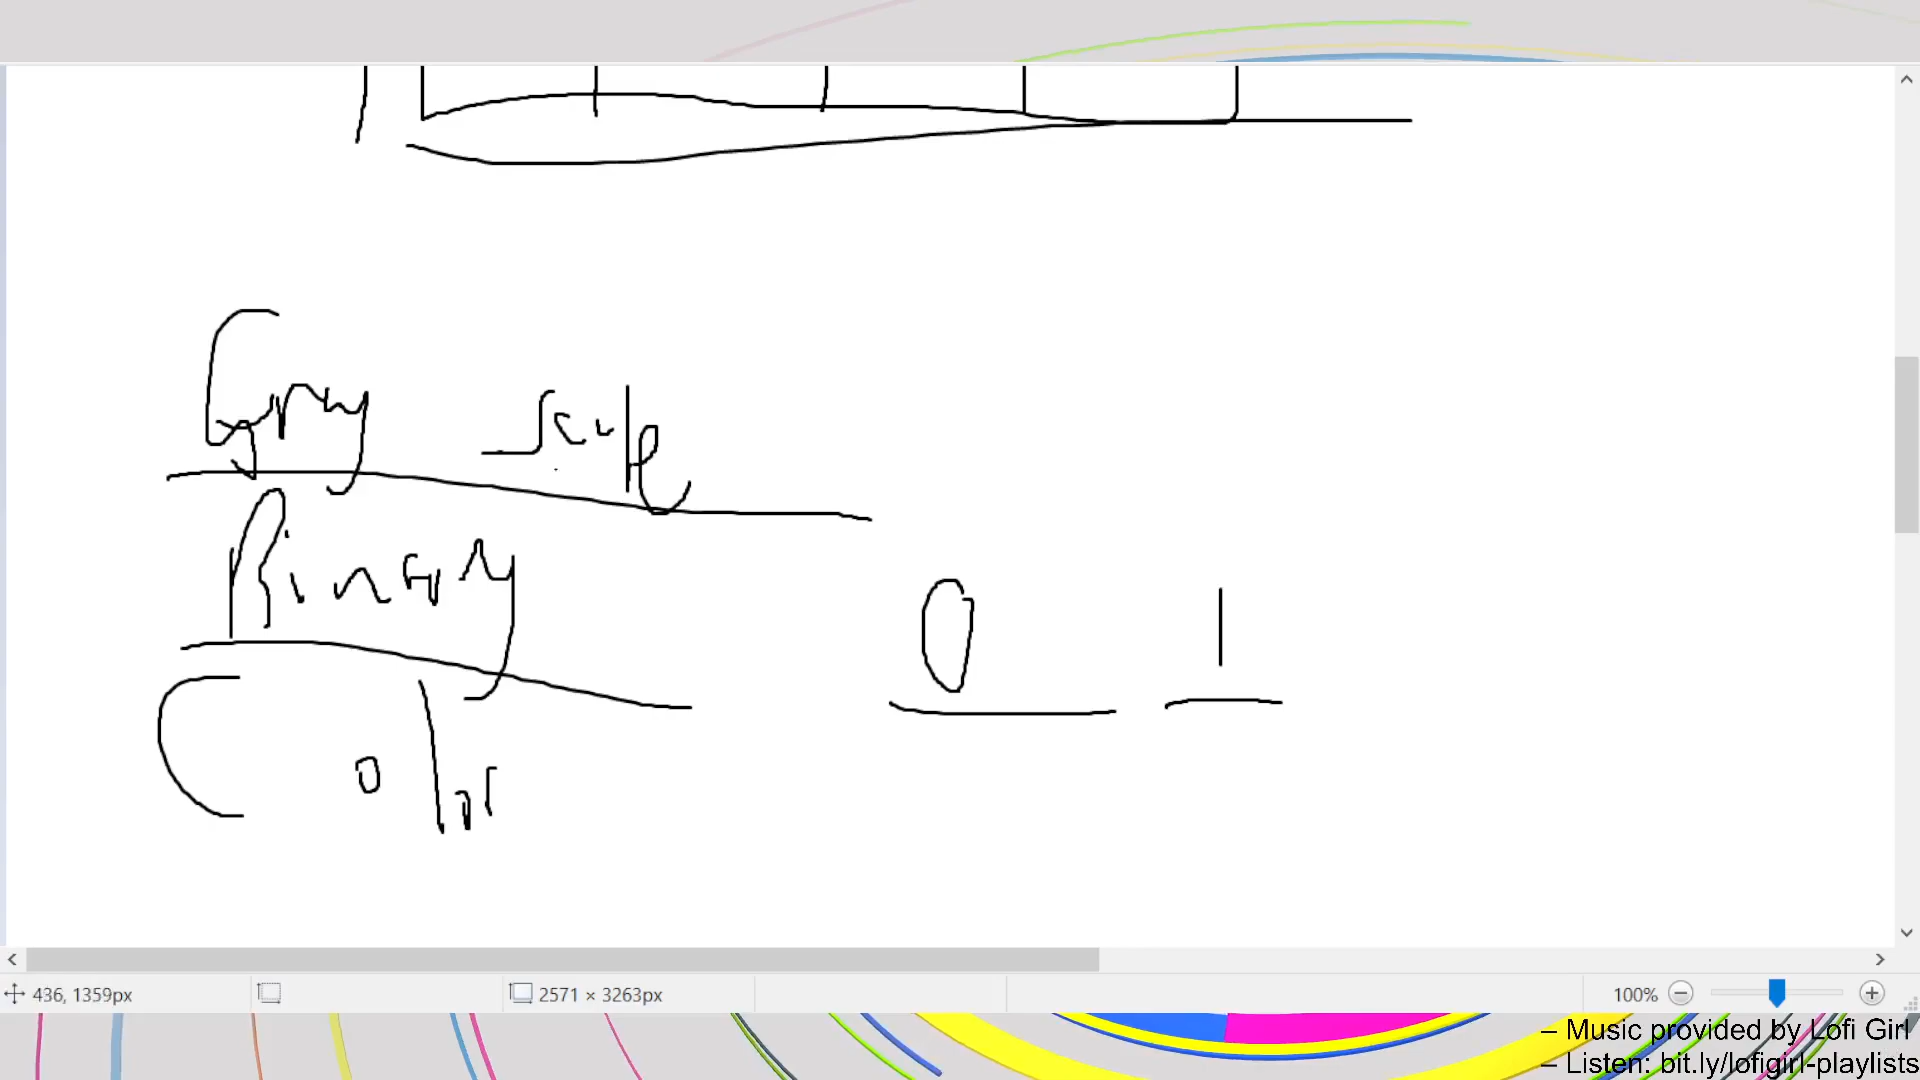 Gray scale
Binary
0 1
Color
436, 1359px
2571 × 3263px
100%
– Music provided by Lofi Girl
– Listen: bit.ly/lofigirl-playlists